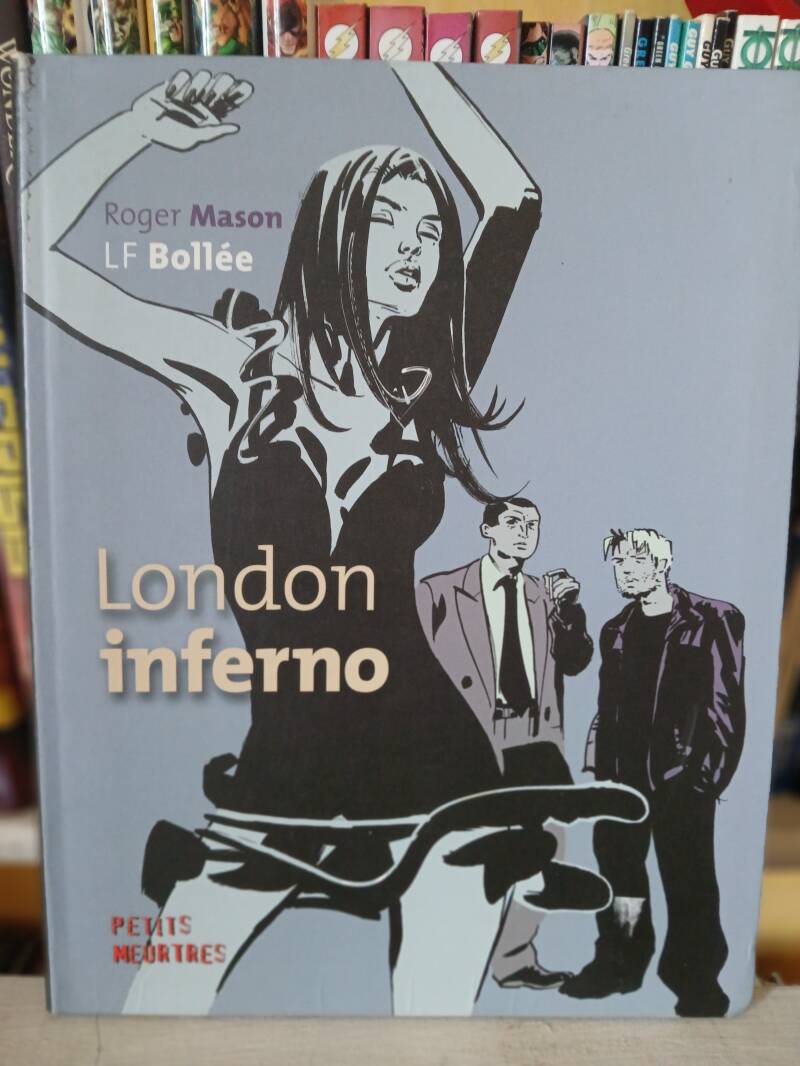 Roger Mason
LF Bollée
London
inferno
PETITS
MEURTRES